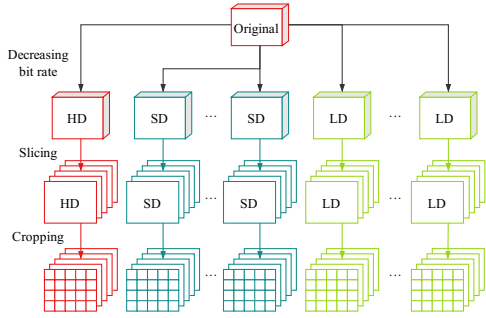 Original
Decreasing
bit rate
HD
SD
...
SD
LD
...
LD
Slicing
HD
SD
...
SD
LD
...
LD
Cropping
...
...